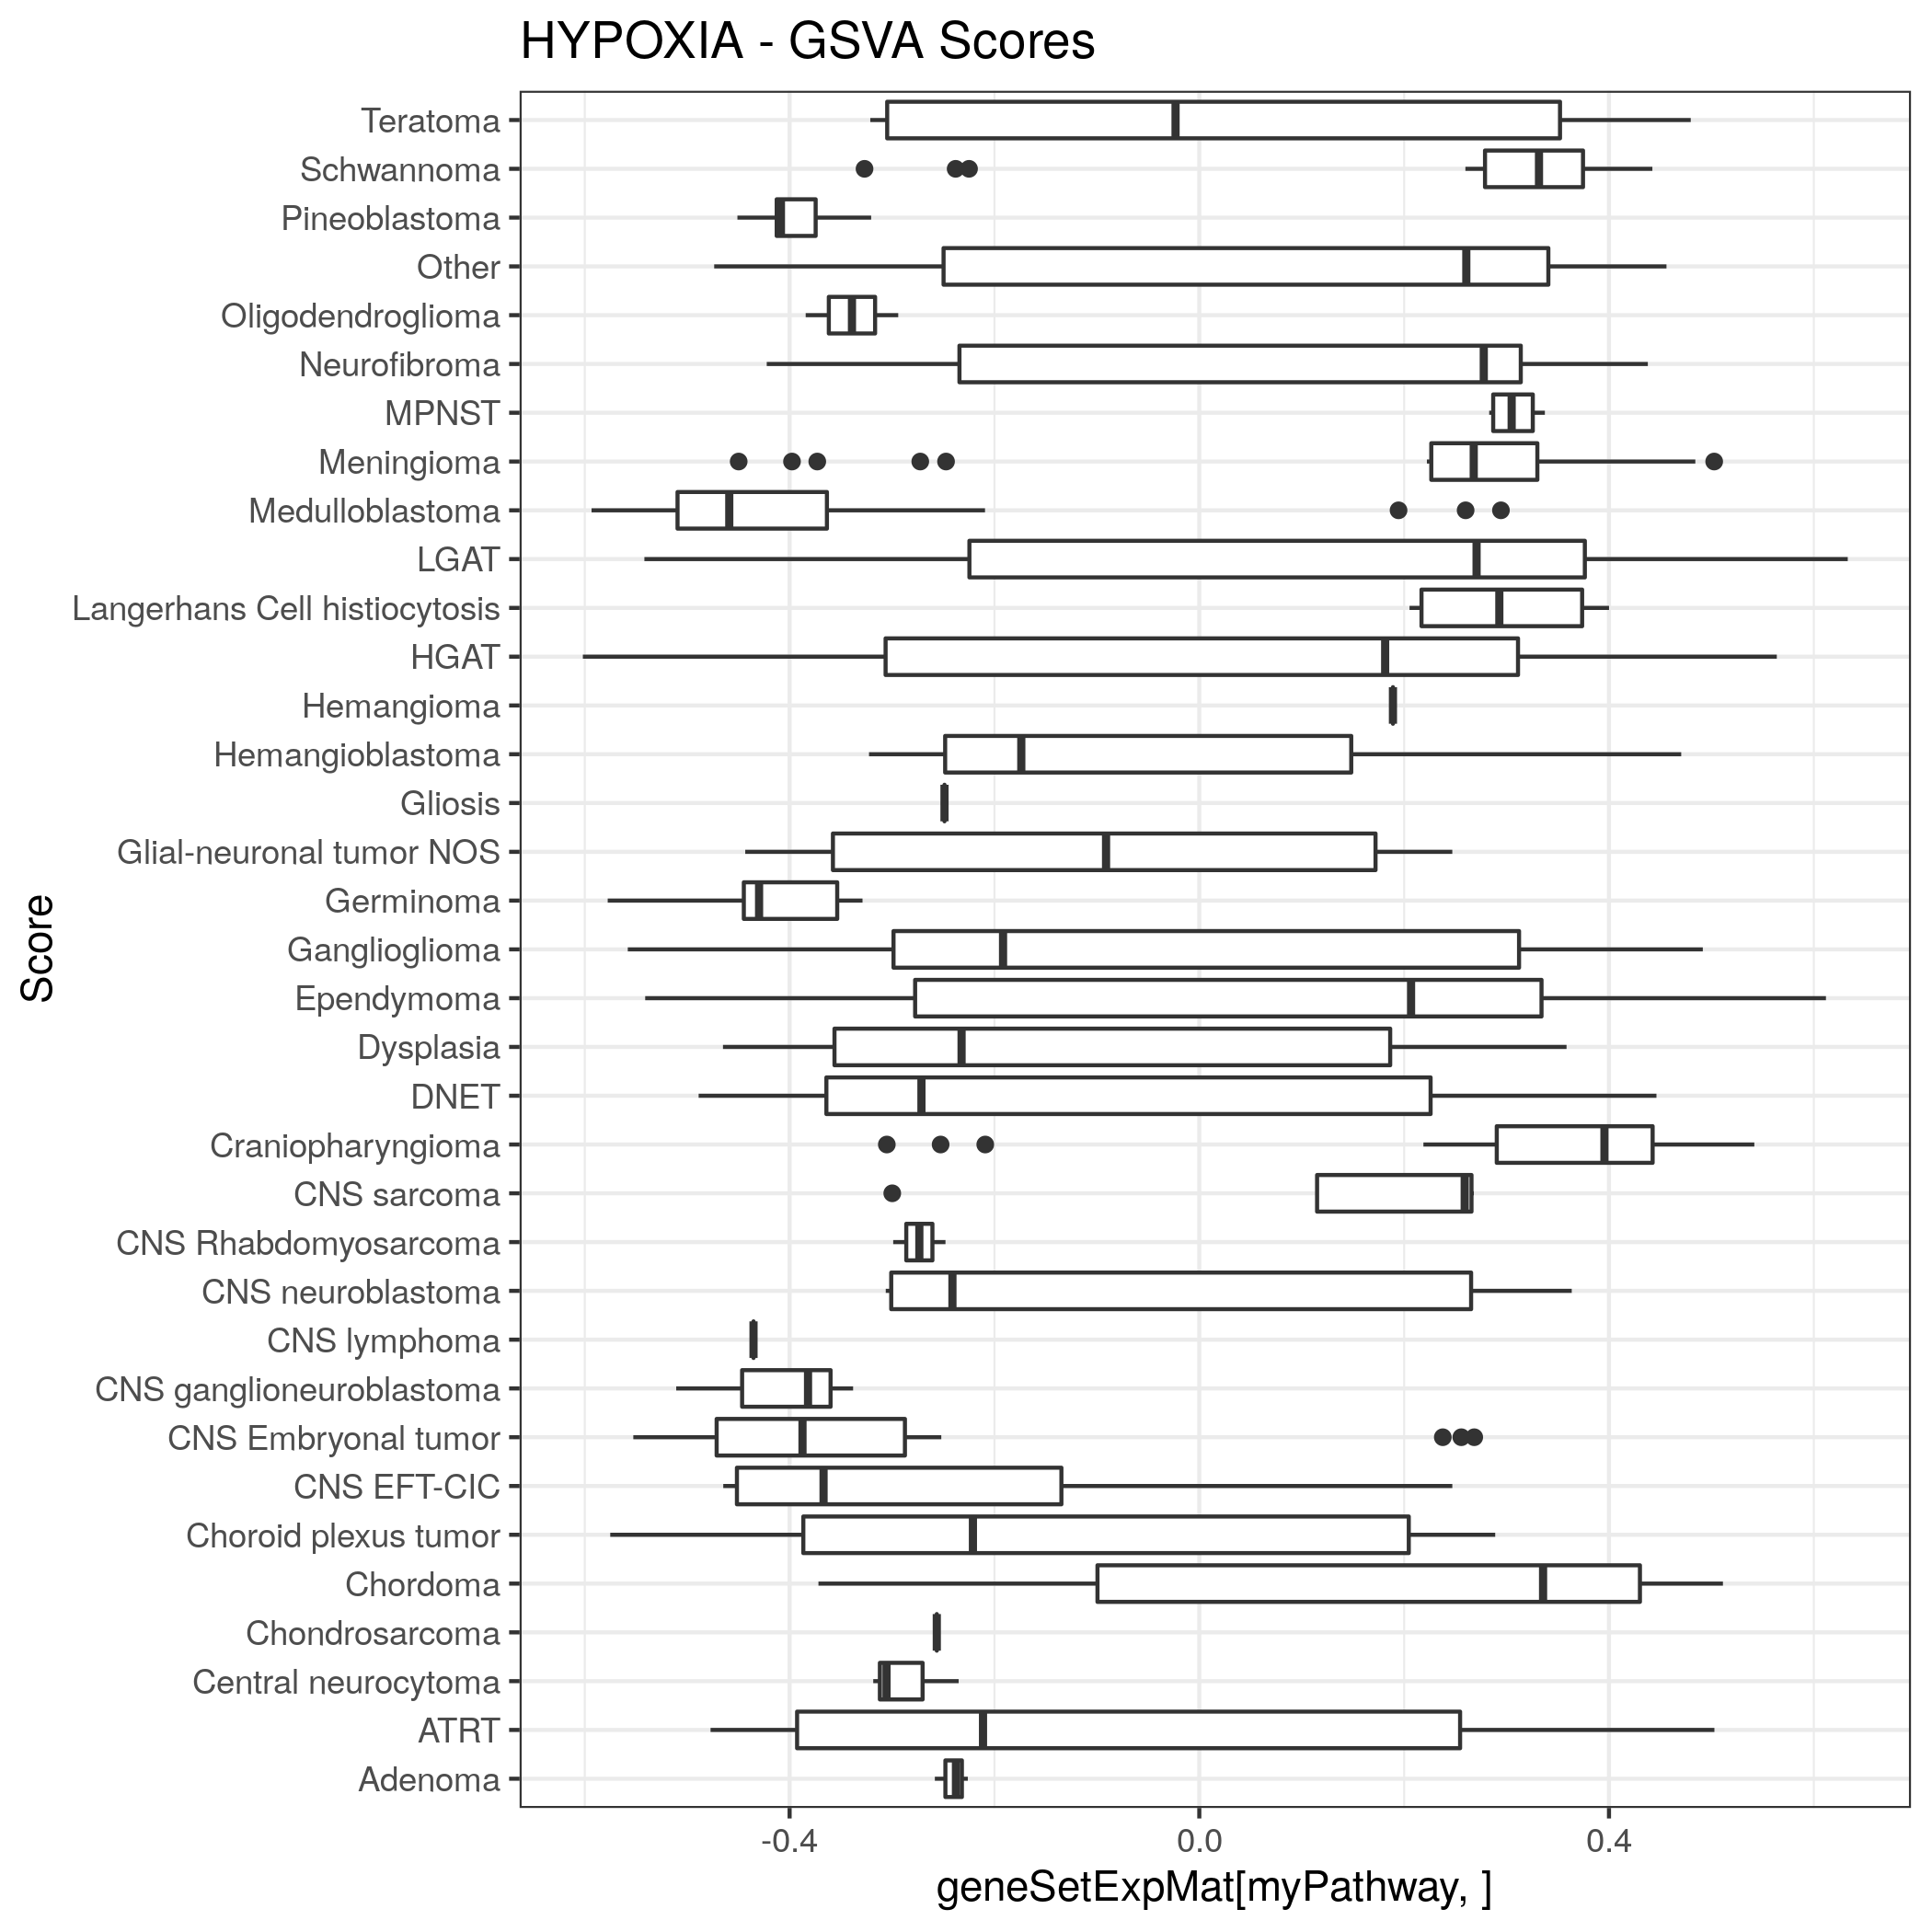 HYPOXIA - GSVA Scores
Teratoma
Schwannoma
Pineoblastoma
Other
Oligodendroglioma
Neurofibroma
MPNST
Meningioma
Medulloblastoma
LGAT
Langerhans Cell histiocytosis
HGAT
Hemangioma
Hemangioblastoma
Gliosis
Glial-neuronal tumor NOS
Germinoma
Ganglioglioma
Ependymoma
Dysplasia
DNET
Craniopharyngioma
CNS sarcoma
CNS Rhabdomyosarcoma
CNS neuroblastoma
CNS lymphoma
CNS ganglioneuroblastoma
CNS Embryonal tumor
CNS EFT-CIC
Choroid plexus tumor
Chordoma
Chondrosarcoma
Central neurocytoma
ATRT
Adenoma
Score
-0.4 0.0 0.4
geneSetExpMat[myPathway, ]